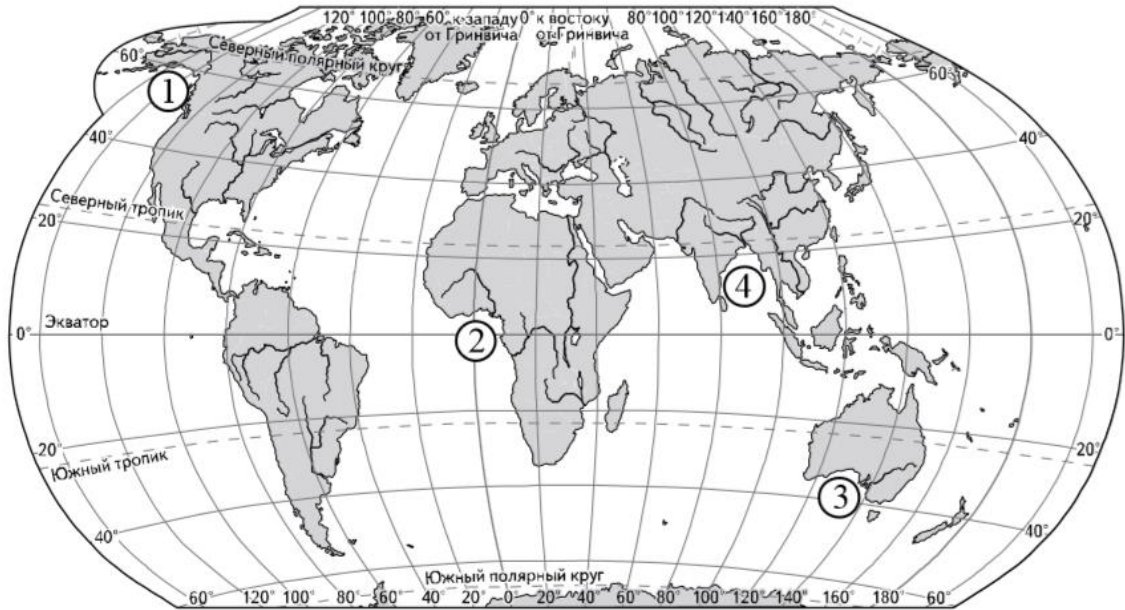 120° 100° 80° 60° к западу 0° к востоку 80° 100° 120° 140° 160° 180°
от Гринвича от Гринвича
60° Северный полярный круг 60°
1
40° 40°
Северный тропик
20° 20°
4
Экватор
0° 2 0°
20° 20°
Южный тропик
3
40° 40°
Южный полярный круг
60° 120° 100° 80° 60° 40° 20° 0° 20° 40° 60° 80° 100° 120° 140° 60°